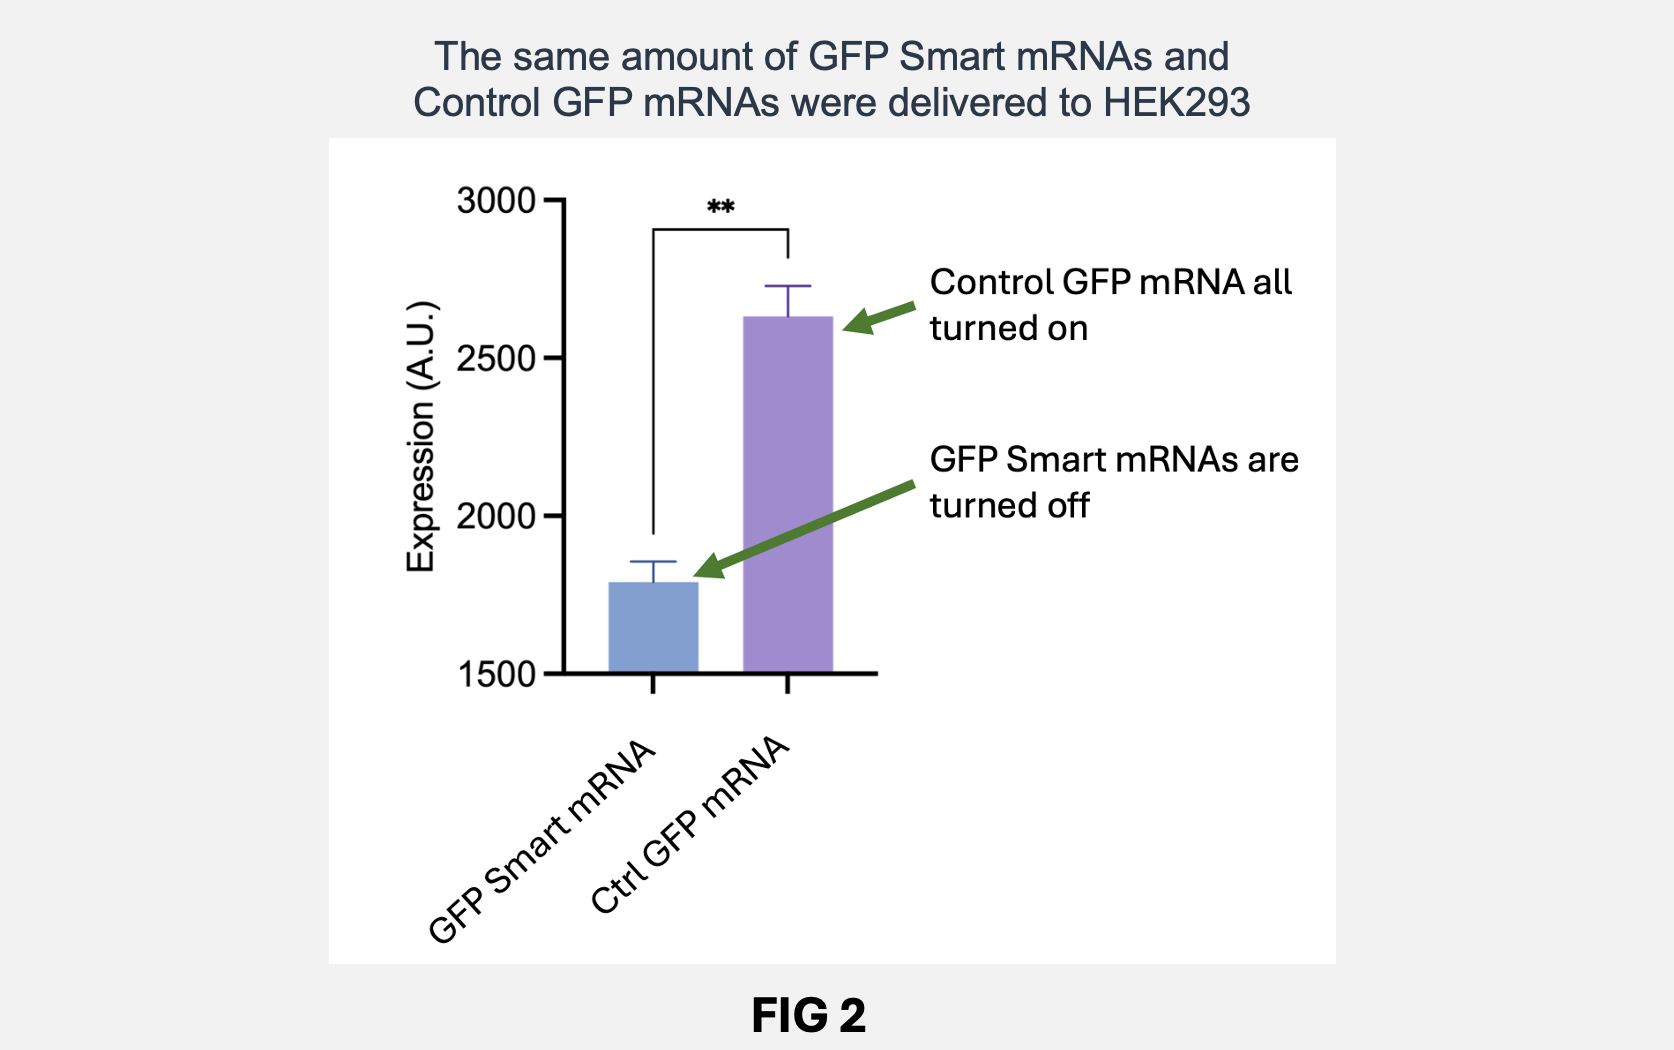 The same amount of GFP Smart mRNAs and
Control GFP mRNAs were delivered to HEK293
3000
2500
2000
1500
Expression (A.U.)
**
Control GFP mRNA all
turned on
GFP Smart mRNAs are
turned off
GFP Smart mRNA
Ctrl GFP mRNA
FIG 2